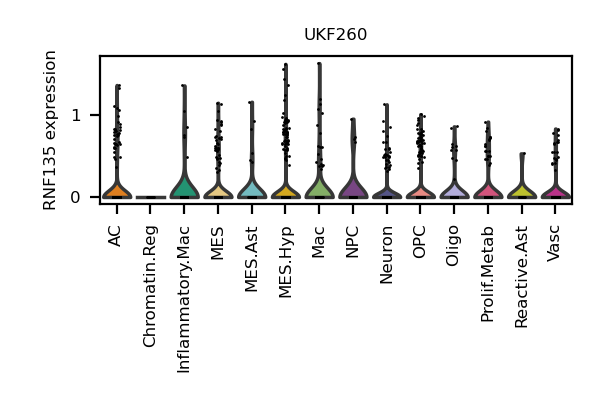 UKF260
RNF135 expression
1
0
AC
Chromatin.Reg
Inflammatory.Mac
MES
MES.Ast
MES.Hyp
Mac
NPC
Neuron
OPC
Oligo
Prolif.Metab
Reactive.Ast
Vasc